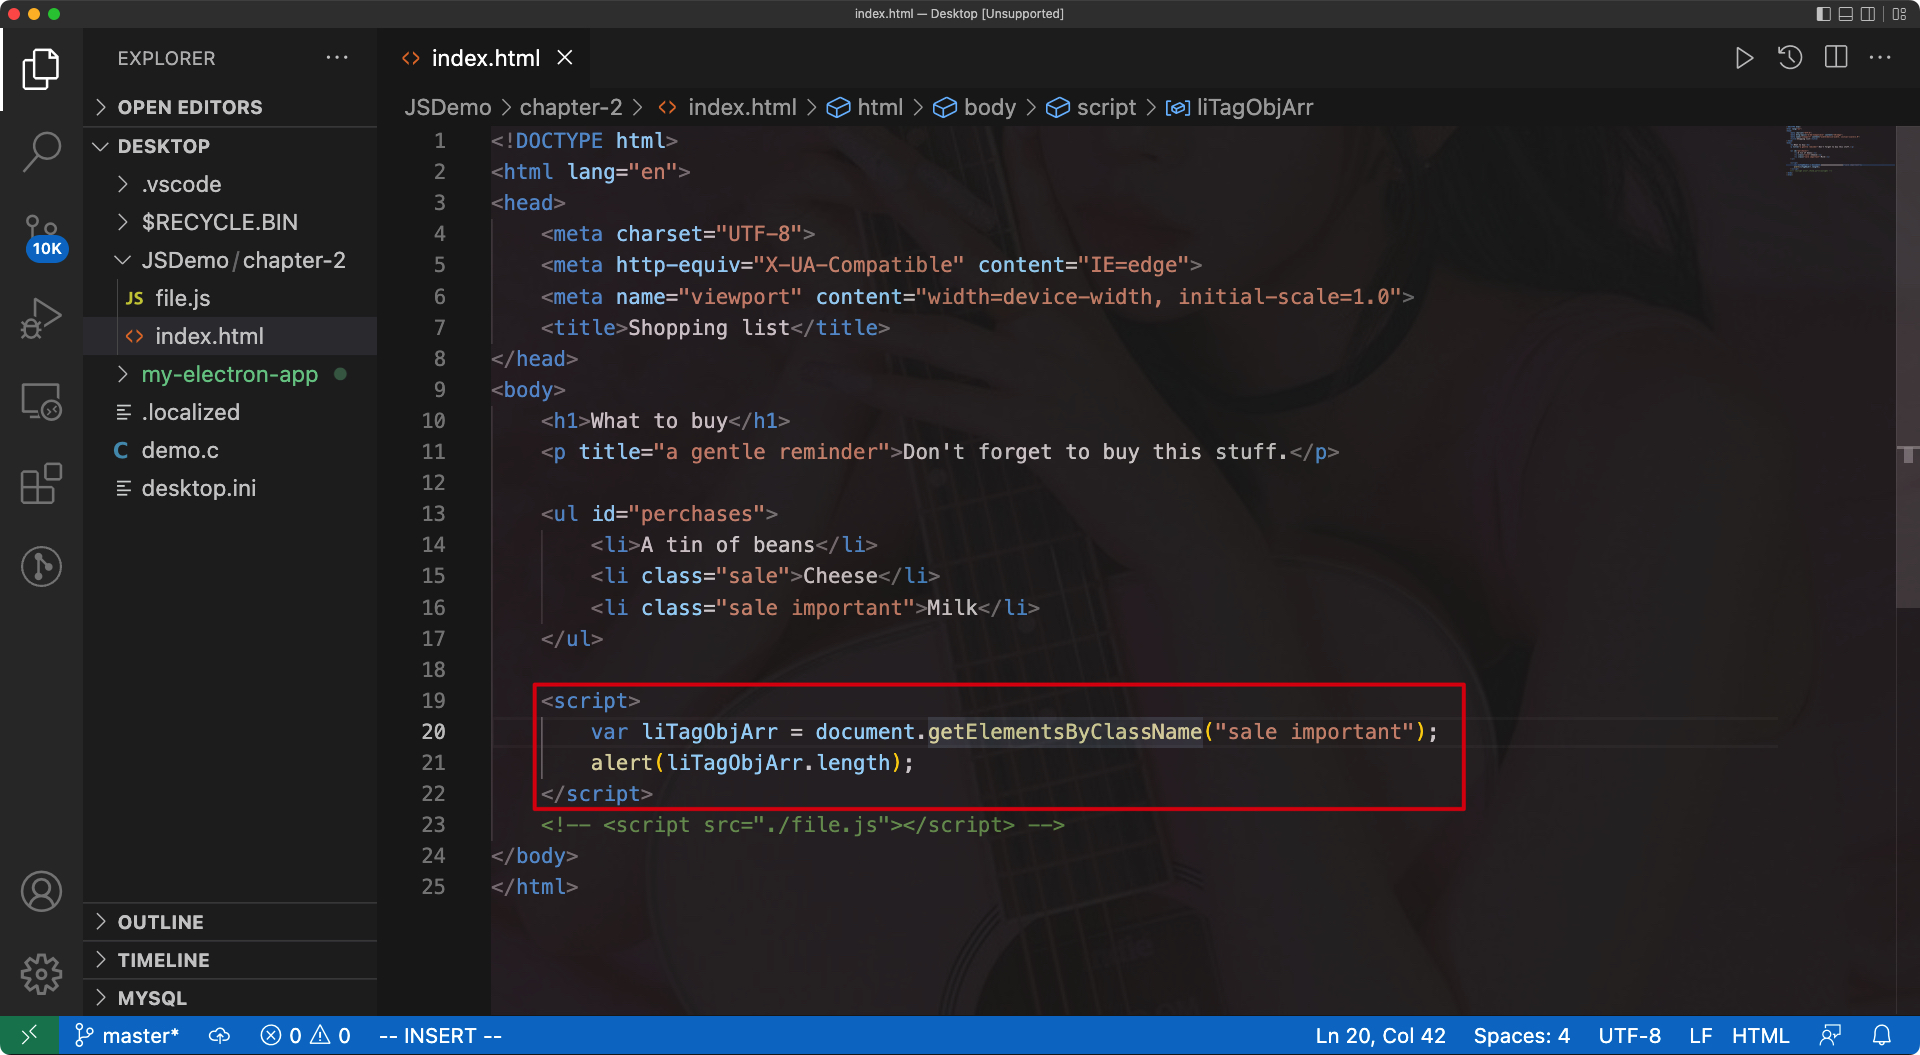 index.html — Desktop [Unsupported]
EXPLORER
OPEN EDITORS
DESKTOP
.vscode
$RECYCLE.BIN
10K
JSDemo/chapter-2
JS file.js
<> index.html
my-electron-app
.localized
C demo.c
desktop.ini
OUTLINE
TIMELINE
MYSQL
<> index.html
JSDemo > chapter-2 > <> index.html > html > body > script > liTagObjArr
1 <!DOCTYPE html>
2 <html lang="en">
3 <head>
4     <meta charset="UTF-8">
5     <meta http-equiv="X-UA-Compatible" content="IE=edge">
6     <meta name="viewport" content="width=device-width, initial-scale=1.0">
7     <title>Shopping list</title>
8 </head>
9 <body>
10     <h1>What to buy</h1>
11     <p title="a gentle reminder">Don't forget to buy this stuff.</p>
12
13     <ul id="perchases">
14         <li>A tin of beans</li>
15         <li class="sale">Cheese</li>
16         <li class="sale important">Milk</li>
17     </ul>
18
19     <script>
20         var liTagObjArr = document.getElementsByClassName("sale important");
21         alert(liTagObjArr.length);
22     </script>
23     <!-- <script src="./file.js"></script> -->
24 </body>
25 </html>
master* 0 0 -- INSERT -- Ln 20, Col 42 Spaces: 4 UTF-8 LF HTML